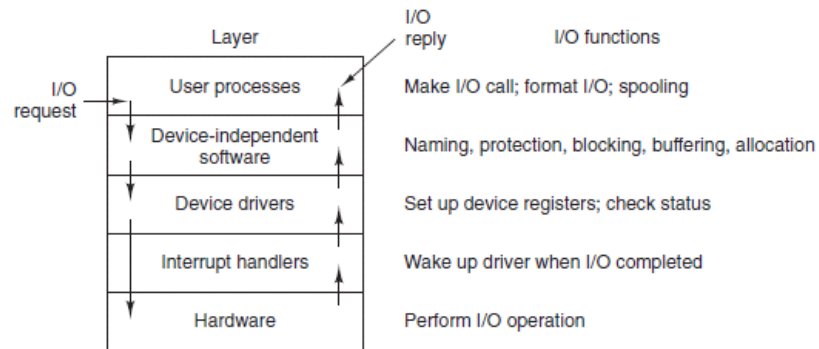 I/O
reply
Layer
I/O functions
I/O
request
User processes
Make I/O call; format I/O; spooling
Device-independent
software
Naming, protection, blocking, buffering, allocation
Device drivers
Set up device registers; check status
Interrupt handlers
Wake up driver when I/O completed
Hardware
Perform I/O operation